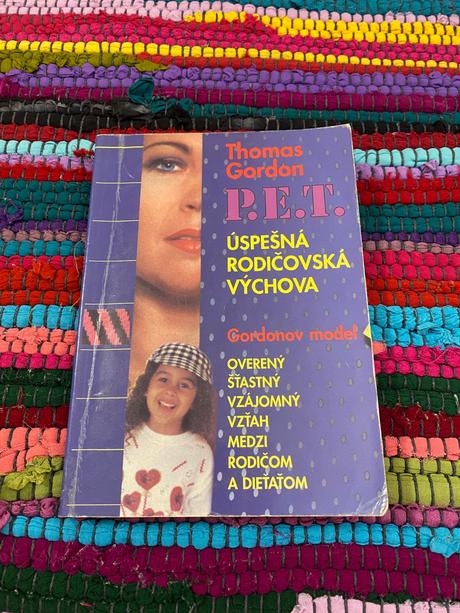 Thomas
Gordon
P.E.T.
ÚSPEŠNÁ
RODIČOVSKÁ
VÝCHOVA
Gordonov model
OVERENÝ
ŠŤASTNÝ
VZÁJOMNÝ
VZŤAH
MEDZI
RODIČOM
A DIEŤAŤOM